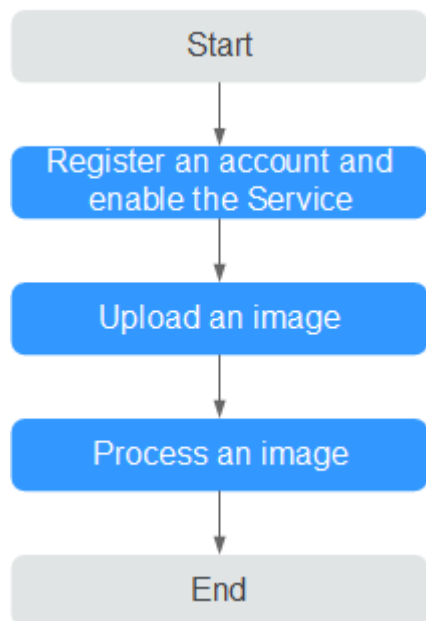 Start
Register an account and
enable the Service
Upload an image
Process an image
End